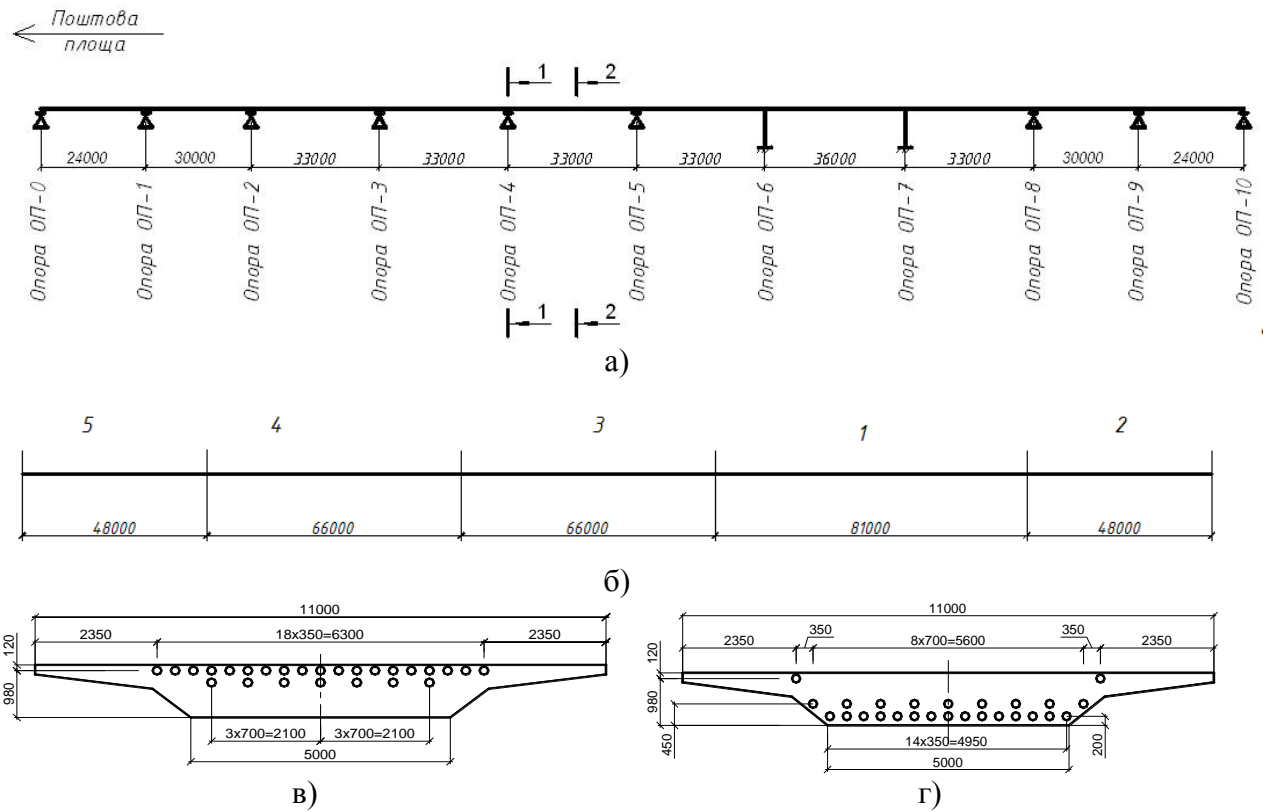 Поштова
площа
1 2
24000 30000 33000 33000 33000 33000 36000 33000 30000 24000
Опора ОП-0
Опора ОП-1
Опора ОП-2
Опора ОП-3
Опора ОП-4
Опора ОП-5
Опора ОП-6
Опора ОП-7
Опора ОП-8
Опора ОП-9
Опора ОП-10
1 2
а)
5 4 3 1 2
48000 66000 66000 81000 48000
б)
11000
2350 18х350=6300 2350
120
980
3х700=2100 3х700=2100
5000
в)
11000
2350 350 8х700=5600 350 2350
120
980
450
200
14х350=4950
5000
г)